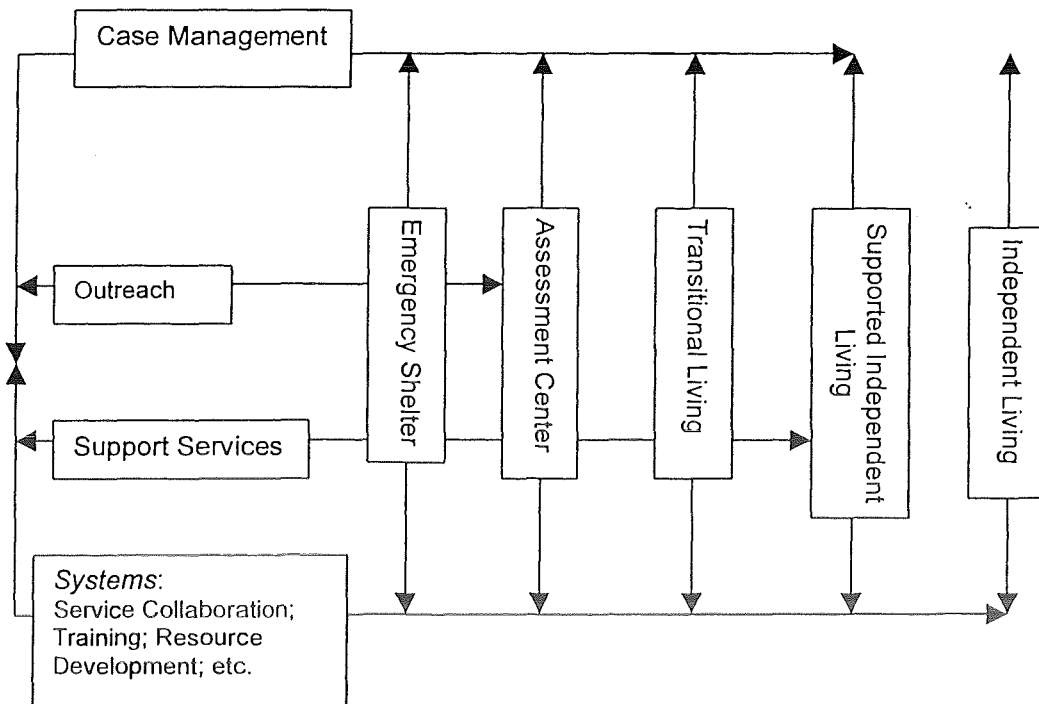 Case Management
Outreach
Support Services
Systems:
Service Collaboration;
Training; Resource
Development; etc.
Emergency Shelter
Assessment Center
Transitional Living
Supported Independent
Living
Independent Living